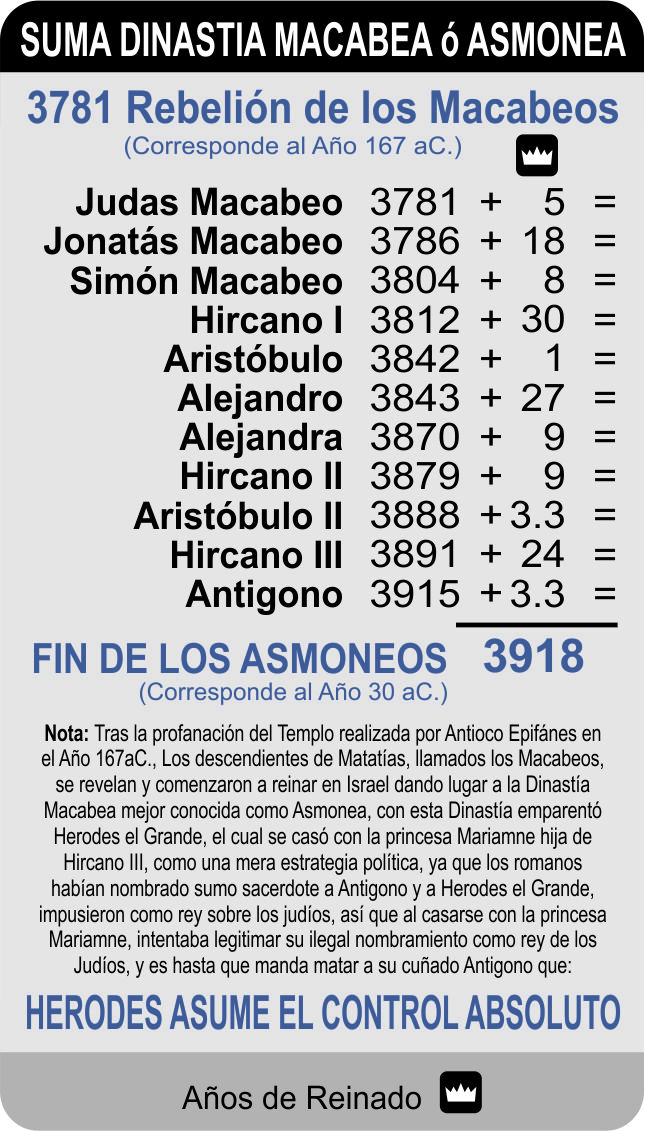 SUMA DINASTIA MACABEA ó ASMONEA
3781 Rebelión de los Macabeos
(Corresponde al Año 167 aC.)
Judas Macabeo 3781 + 5 =
Jonatás Macabeo 3786 + 18 =
Simón Macabeo 3804 + 8 =
Hircano I 3812 + 30 =
Aristóbulo 3842 + 1 =
Alejandro 3843 + 27 =
Alejandra 3870 + 9 =
Hircano II 3879 + 9 =
Aristóbulo II 3888 + 3.3 =
Hircano III 3891 + 24 =
Antigono 3915 + 3.3 =
FIN DE LOS ASMONEOS 3918
(Corresponde al Año 30 aC.)
Nota: Tras la profanación del Templo realizada por Antioco Epifánes en
el Año 167aC., Los descendientes de Matatías, llamados los Macabeos,
se revelan y comenzaron a reinar en Israel dando lugar a la Dinastía
Macabea mejor conocida como Asmonea, con esta Dinastía emparentó
Herodes el Grande, el cual se casó con la princesa Mariamne hija de
Hircano III, como una mera estrategia política, ya que los romanos
habían nombrado sumo sacerdote a Antigono y a Herodes el Grande,
impusieron como rey sobre los judíos, así que al casarse con la princesa
Mariamne, intentaba legitimar su ilegal nombramiento como rey de los
Judíos, y es hasta que manda matar a su cuñado Antigono que:
HERODES ASUME EL CONTROL ABSOLUTO
Años de Reinado